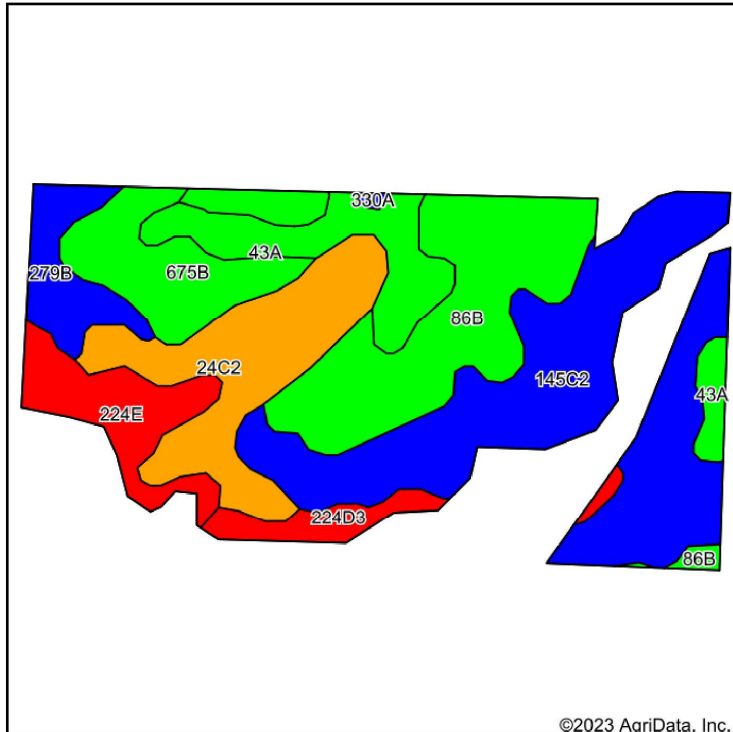 330A
43A
279B
675B
86B
24C2
145C2
43A
224E
224D3
86B
©2023 AgriData, Inc.